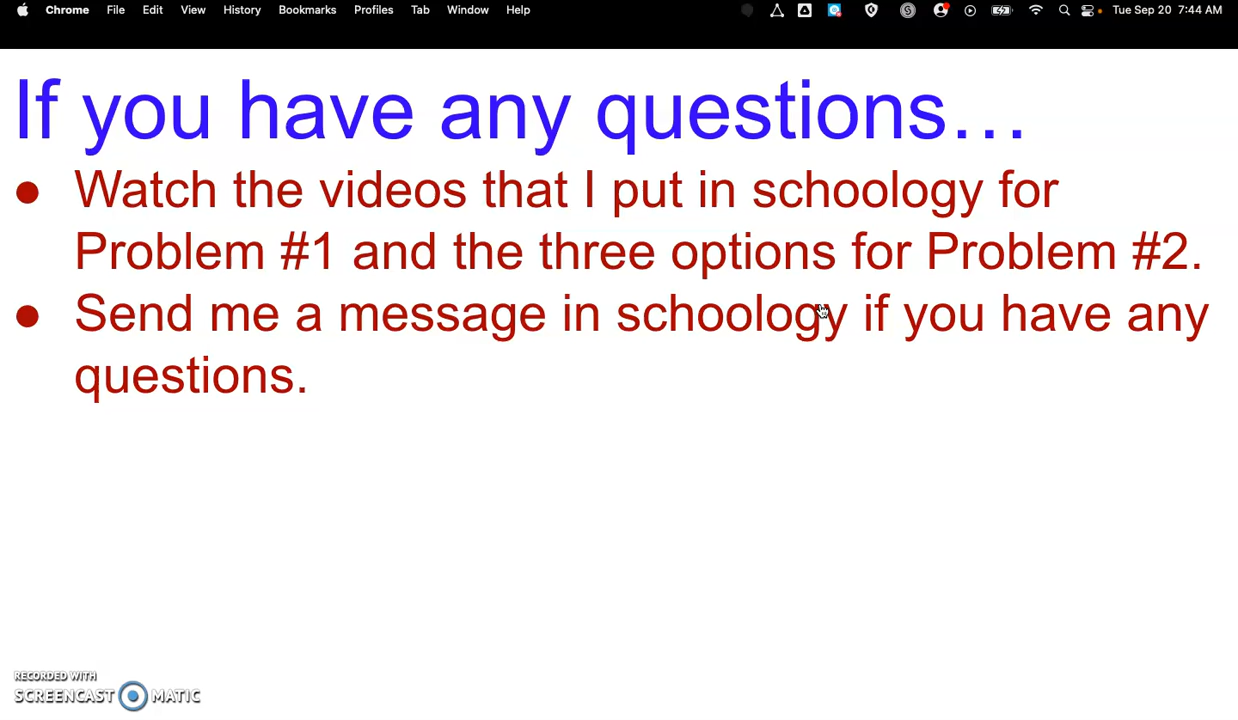 Chrome File Edit View History Bookmarks Profiles Tab Window Help Tue Sep 20 7:44 AM
If you have any questions…
● Watch the videos that I put in schoology for
Problem #1 and the three options for Problem #2.
● Send me a message in schoology if you have any
questions.
RECORDED WITH
SCREENCAST MATIC